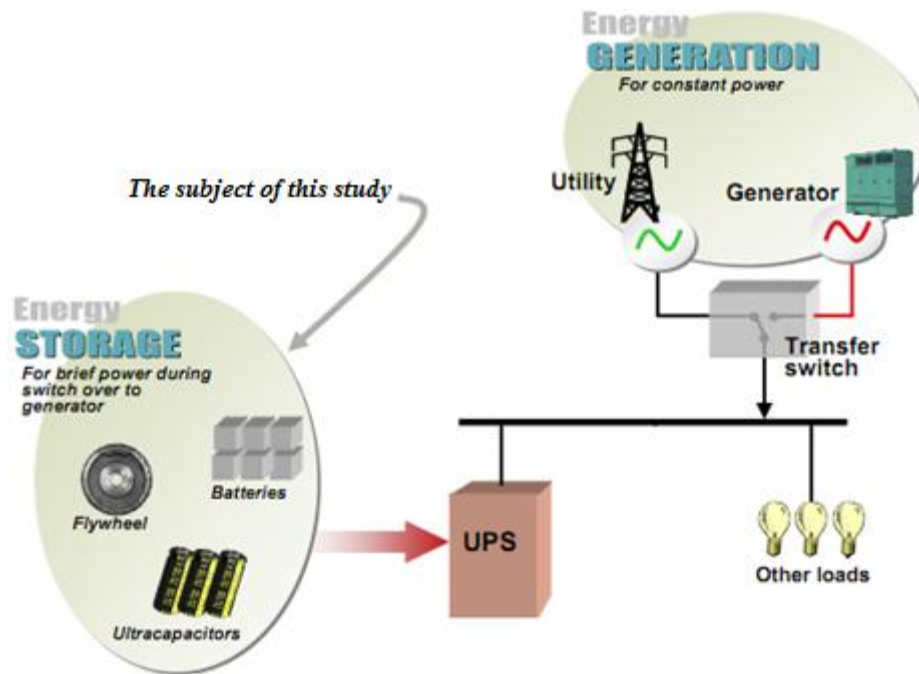 Energy
GENERATION
For constant power
Utility
Generator
The subject of this study
Transfer
switch
Energy
STORAGE
For brief power during
switch over to
generator
Batteries
Flywheel
Ultracapacitors
UPS
Other loads